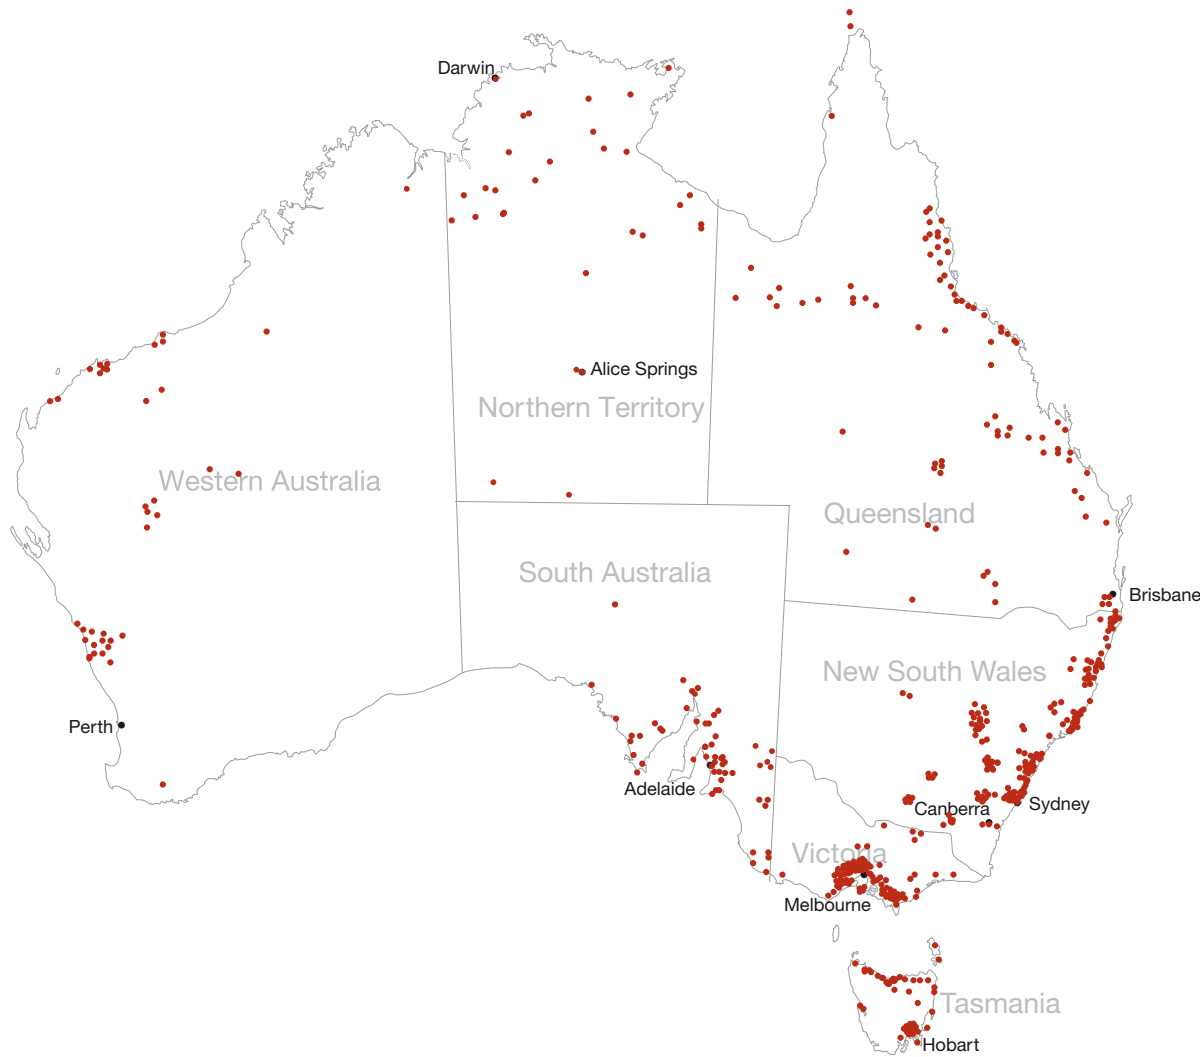 Darwin
Alice Springs
Northern Territory
Western Australia
Queensland
South Australia
Brisbane
New South Wales
Perth
Adelaide
Canberra
Sydney
Victoria
Melbourne
Tasmania
Hobart